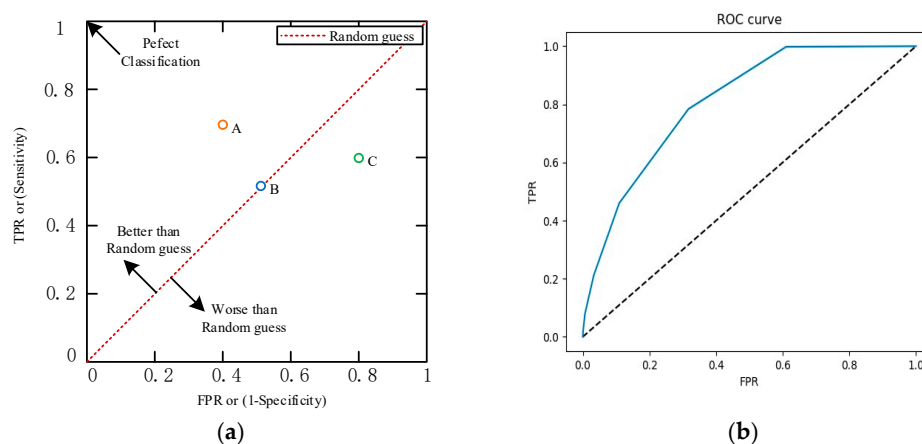 1
Random guess
Pefect
Classification
0.8
A
0.6
C
B
TPR or (Sensitivity)
0.4
Better than
Random guess
0.2
Worse than
Random guess
0
0 0.2 0.4 0.6 0.8 1
FPR or (1-Specificity)
(a)
ROC curve
1.0
0.8
0.6
TPR
0.4
0.2
0.0
0.0 0.2 0.4 0.6 0.8 1.0
FPR
(b)